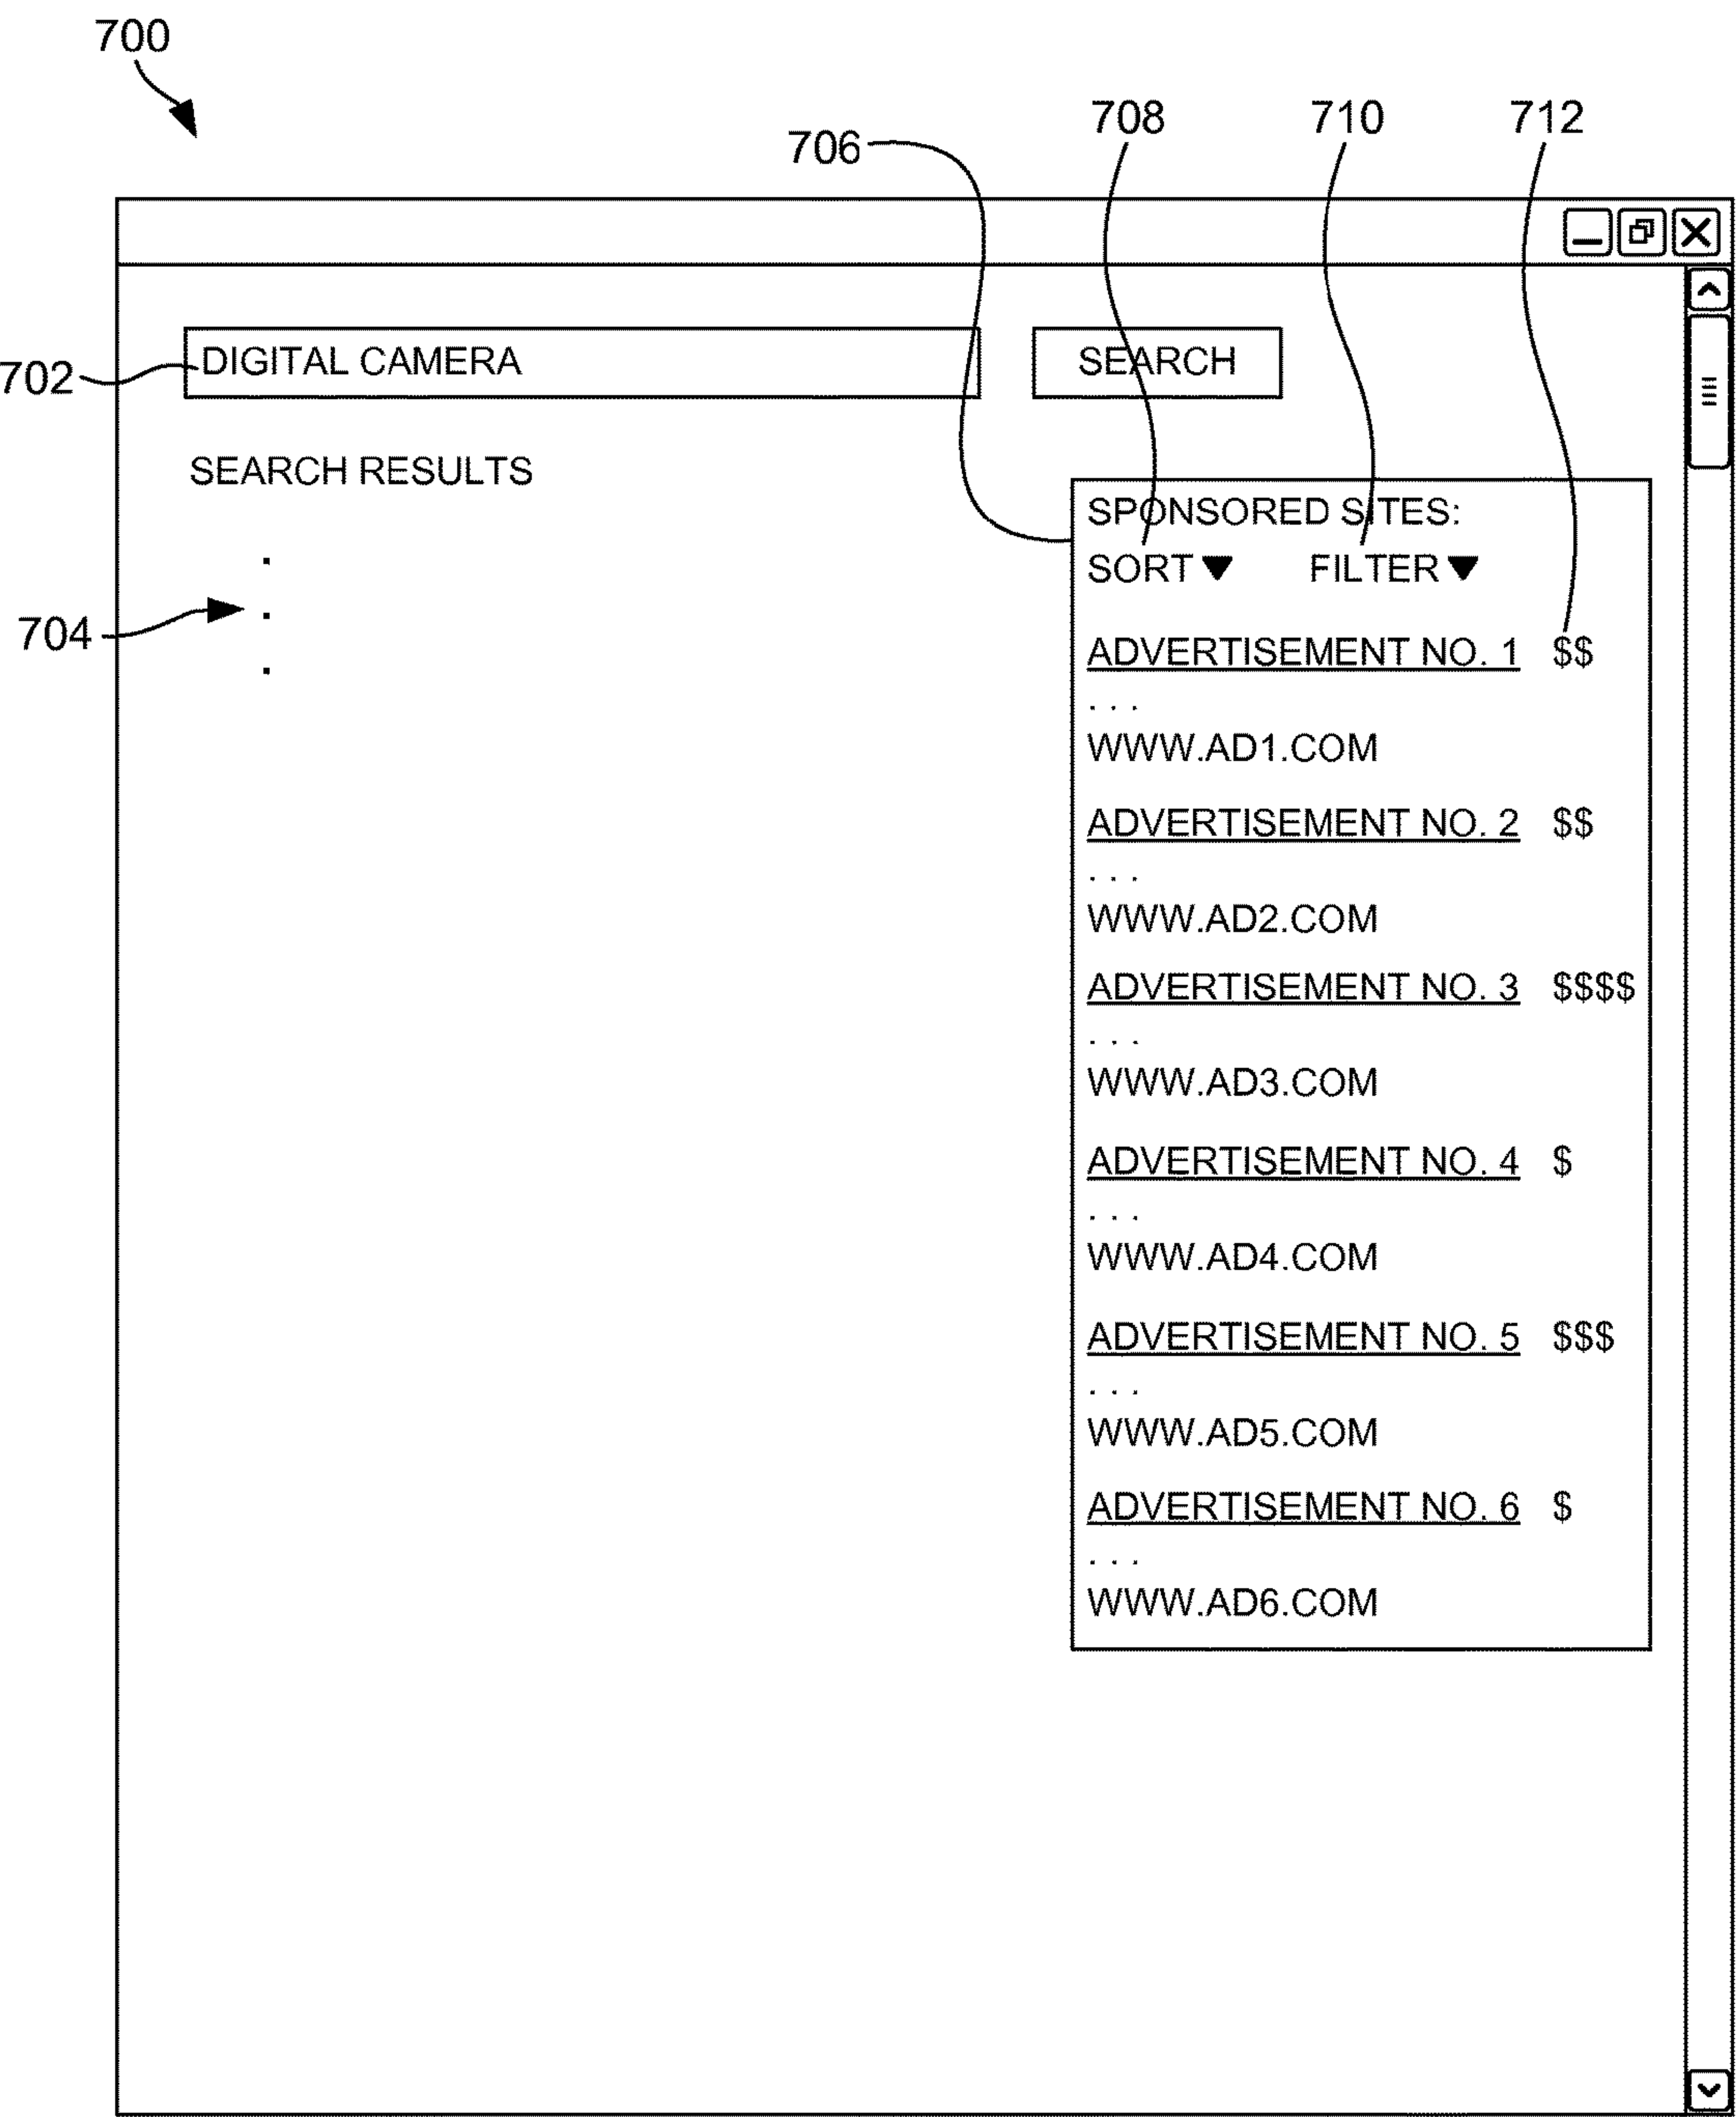 700
706 708 710 712
702 DIGITAL CAMERA SEARCH
SEARCH RESULTS
704
SPONSORED SITES:
SORT ▼ FILTER ▼
ADVERTISEMENT NO. 1 $$
. . .
WWW.AD1.COM
ADVERTISEMENT NO. 2 $$
. . .
WWW.AD2.COM
ADVERTISEMENT NO. 3 $$$$
. . .
WWW.AD3.COM
ADVERTISEMENT NO. 4 $
. . .
WWW.AD4.COM
ADVERTISEMENT NO. 5 $$$
. . .
WWW.AD5.COM
ADVERTISEMENT NO. 6 $
. . .
WWW.AD6.COM